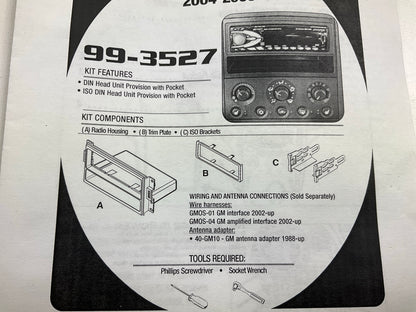 99-3527
KIT FEATURES
• DIN Head Unit Provision with Pocket
• ISO DIN Head Unit Provision with Pocket
KIT COMPONENTS
(A) Radio Housing • (B) Trim Plate • (C) ISO Brackets
A
B
C
WIRING AND ANTENNA CONNECTIONS (Sold Separately)
Wire harnesses:
GMOS-01 GM interface 2002-up
GMOS-04 GM amplified interface 2002-up
Antenna adapter:
• 40-GM10 - GM antenna adapter 1988-up
TOOLS REQUIRED:
Phillips Screwdriver • Socket Wrench